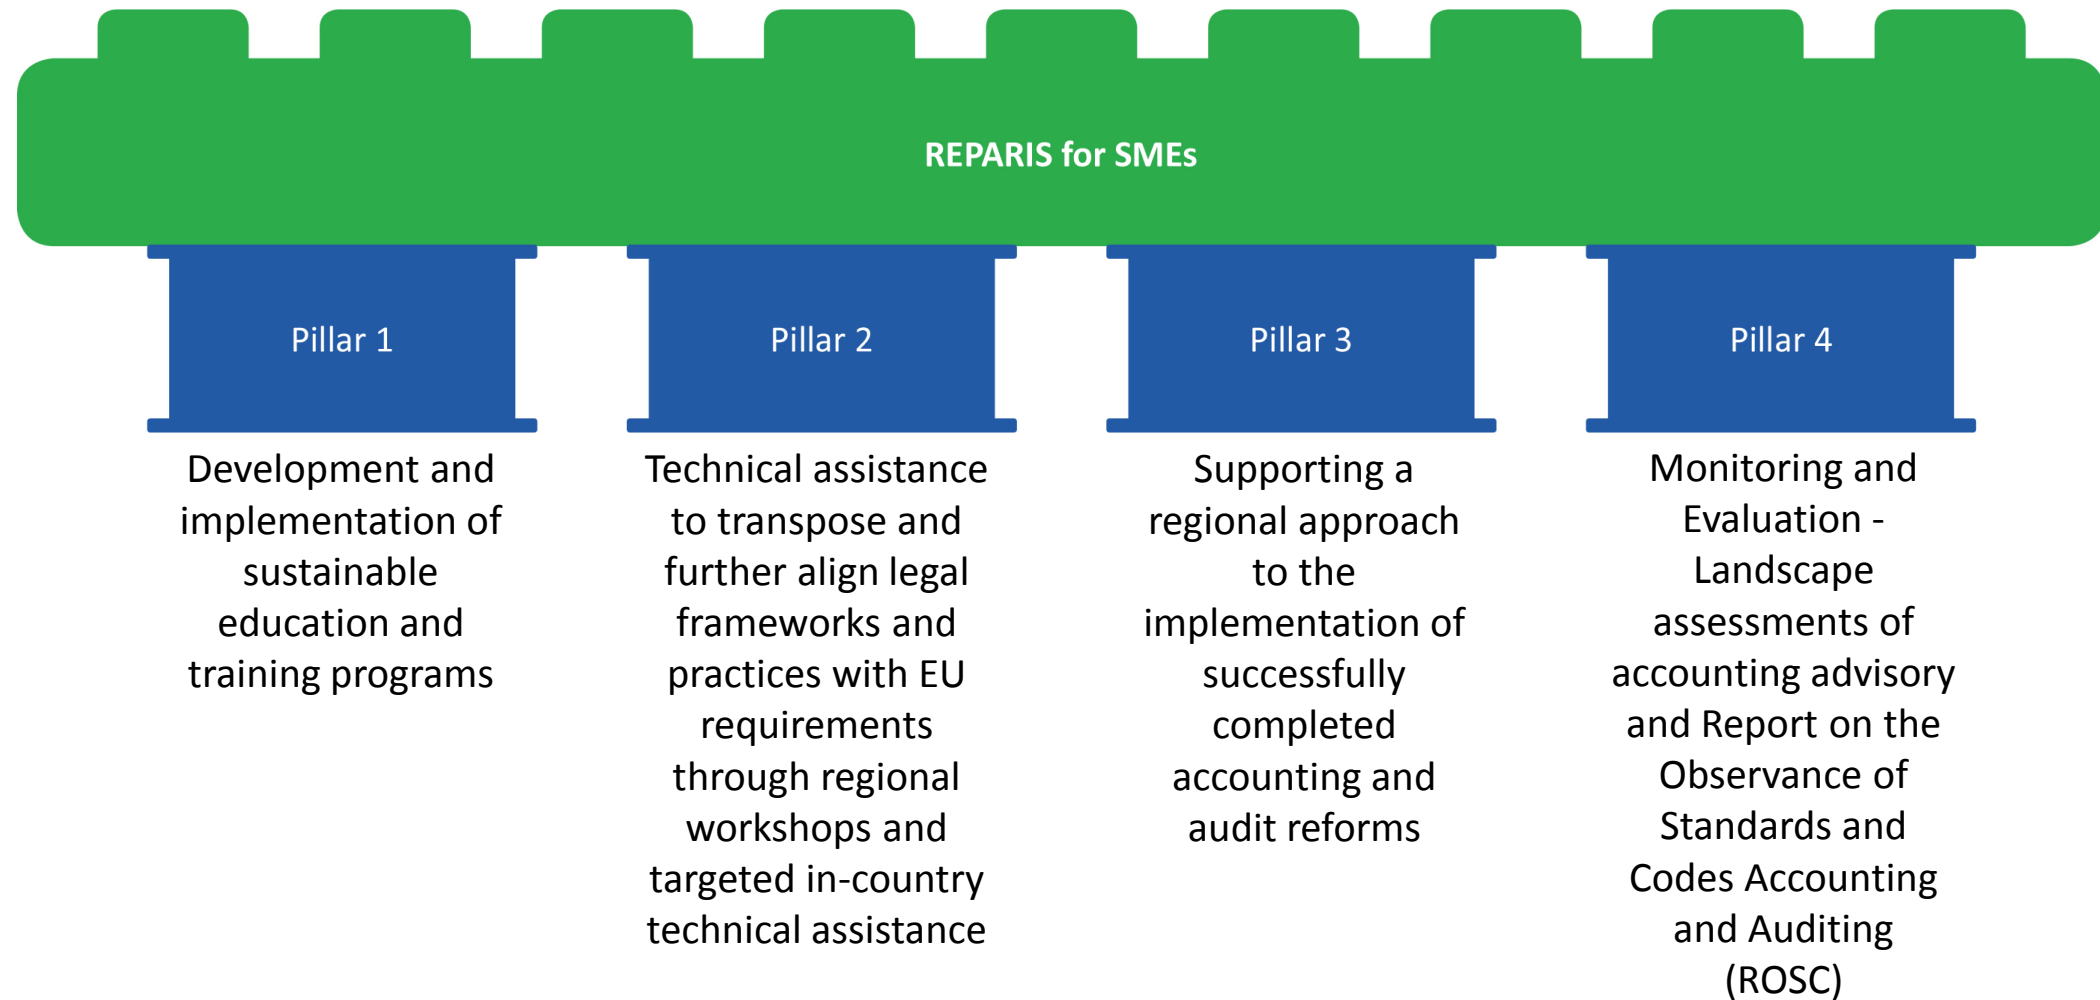 REPARIS for SMEs
Pillar 1
Development and
implementation of
sustainable
education and
training programs
Pillar 2
Technical assistance
to transpose and
further align legal
frameworks and
practices with EU
requirements
through regional
workshops and
targeted in-country
technical assistance
Pillar 3
Supporting a
regional approach
to the
implementation of
successfully
completed
accounting and
audit reforms
Pillar 4
Monitoring and
Evaluation -
Landscape
assessments of
accounting advisory
and Report on the
Observance of
Standards and
Codes Accounting
and Auditing
(ROSC)